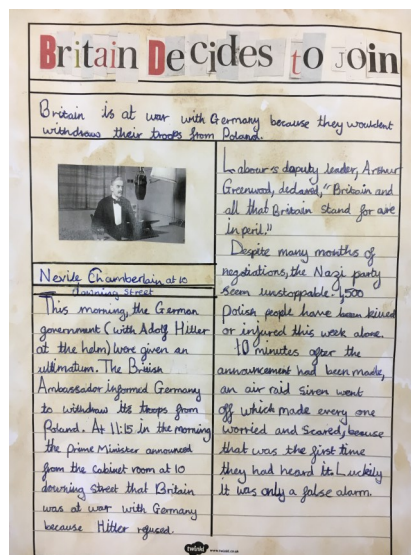 Britain Decides to join
Britain is at war with Germany because they wouldent
withdraw their troops from Poland.
Nevile Chamberlain at 10
downing street
This morning, the German
government (with Adolf Hitler
at the helm) were given an
ultimatum. The British
Ambassador informed Germany
to withdraw its troops from
Poland. At 11:15 in the morning
the prime Minister announced
from the cabinet room at 10
downing street that Britain
was at war with Germany
because Hitler refused.
Labour's deputy leader, Arthur
Greenwood, declared, "Britain and
all that Britain stand for are
in peril."
Despite many months of
negotiations, the Nazi party
seem unstoppable. 1,500
polish people have been killed
or injured this week alone.
10 minutes after the
announcement had been made,
an air raid siren went
off which made every one
worried and scared, because
that was the first time
they had heard it. Luckily
it was only a false alarm.
twinkl www.twinkl.co.uk